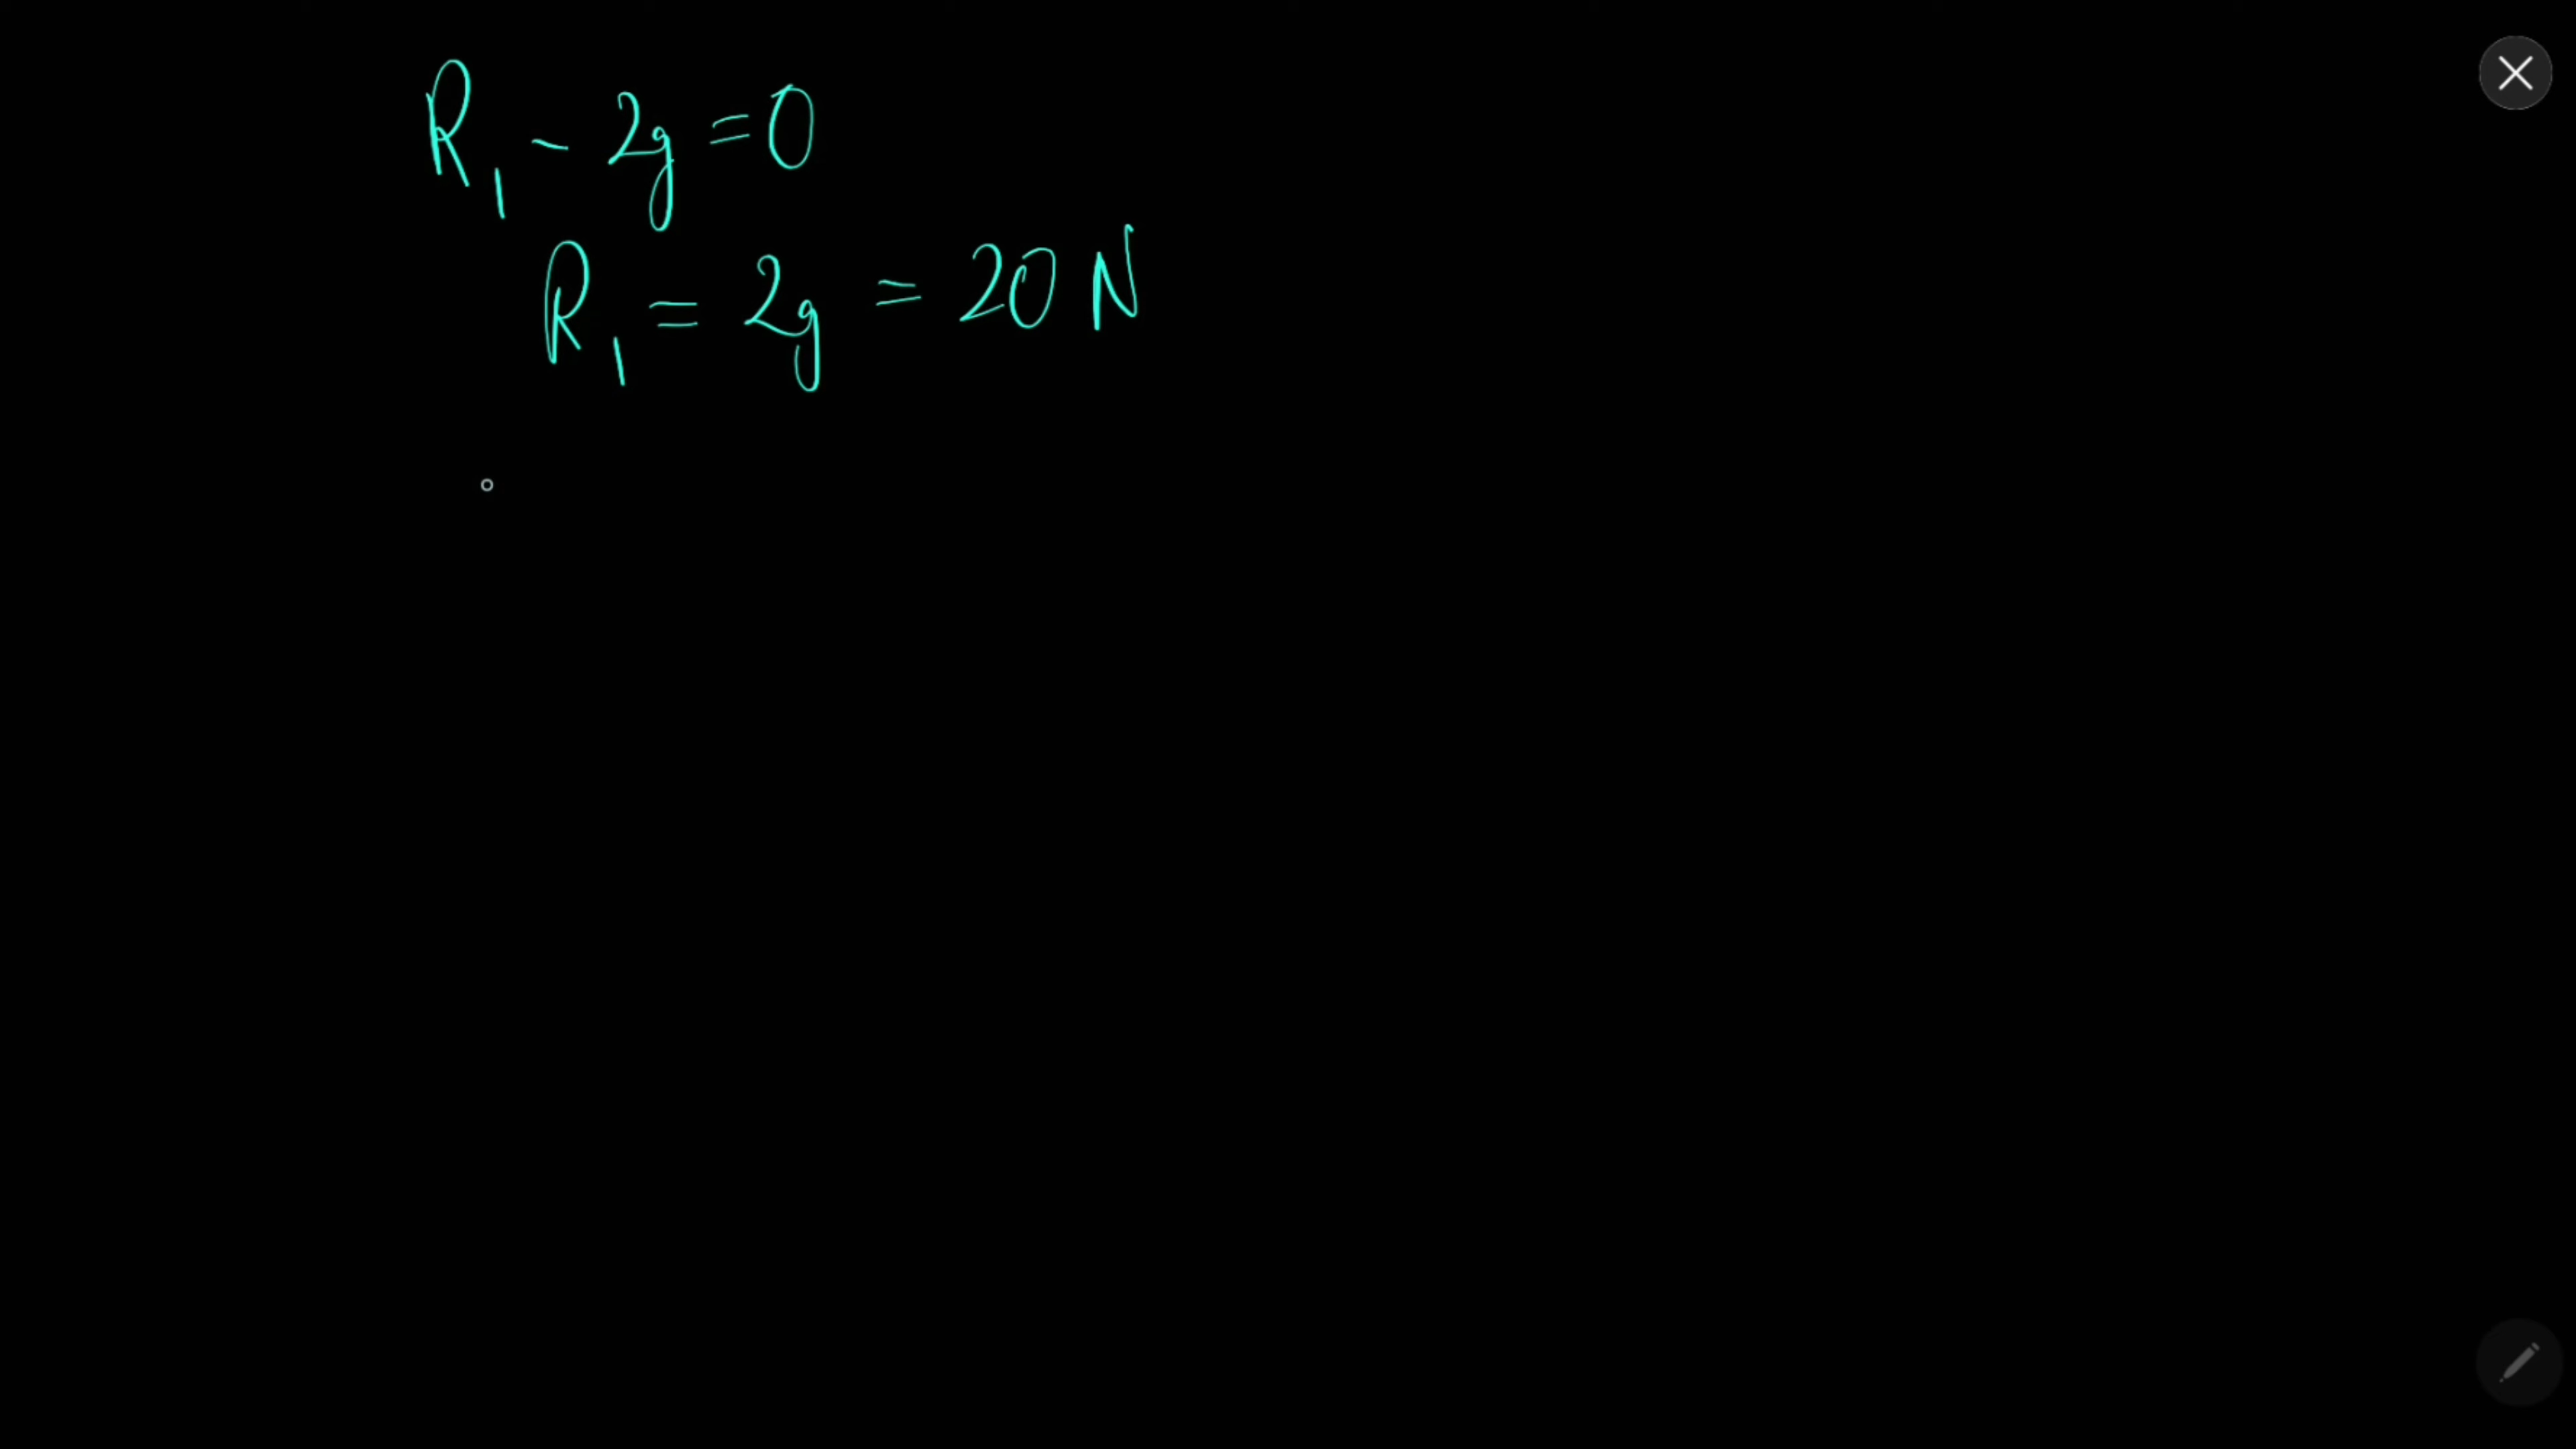 R₁ - 2g = 0
R₁ = 2g = 20 N